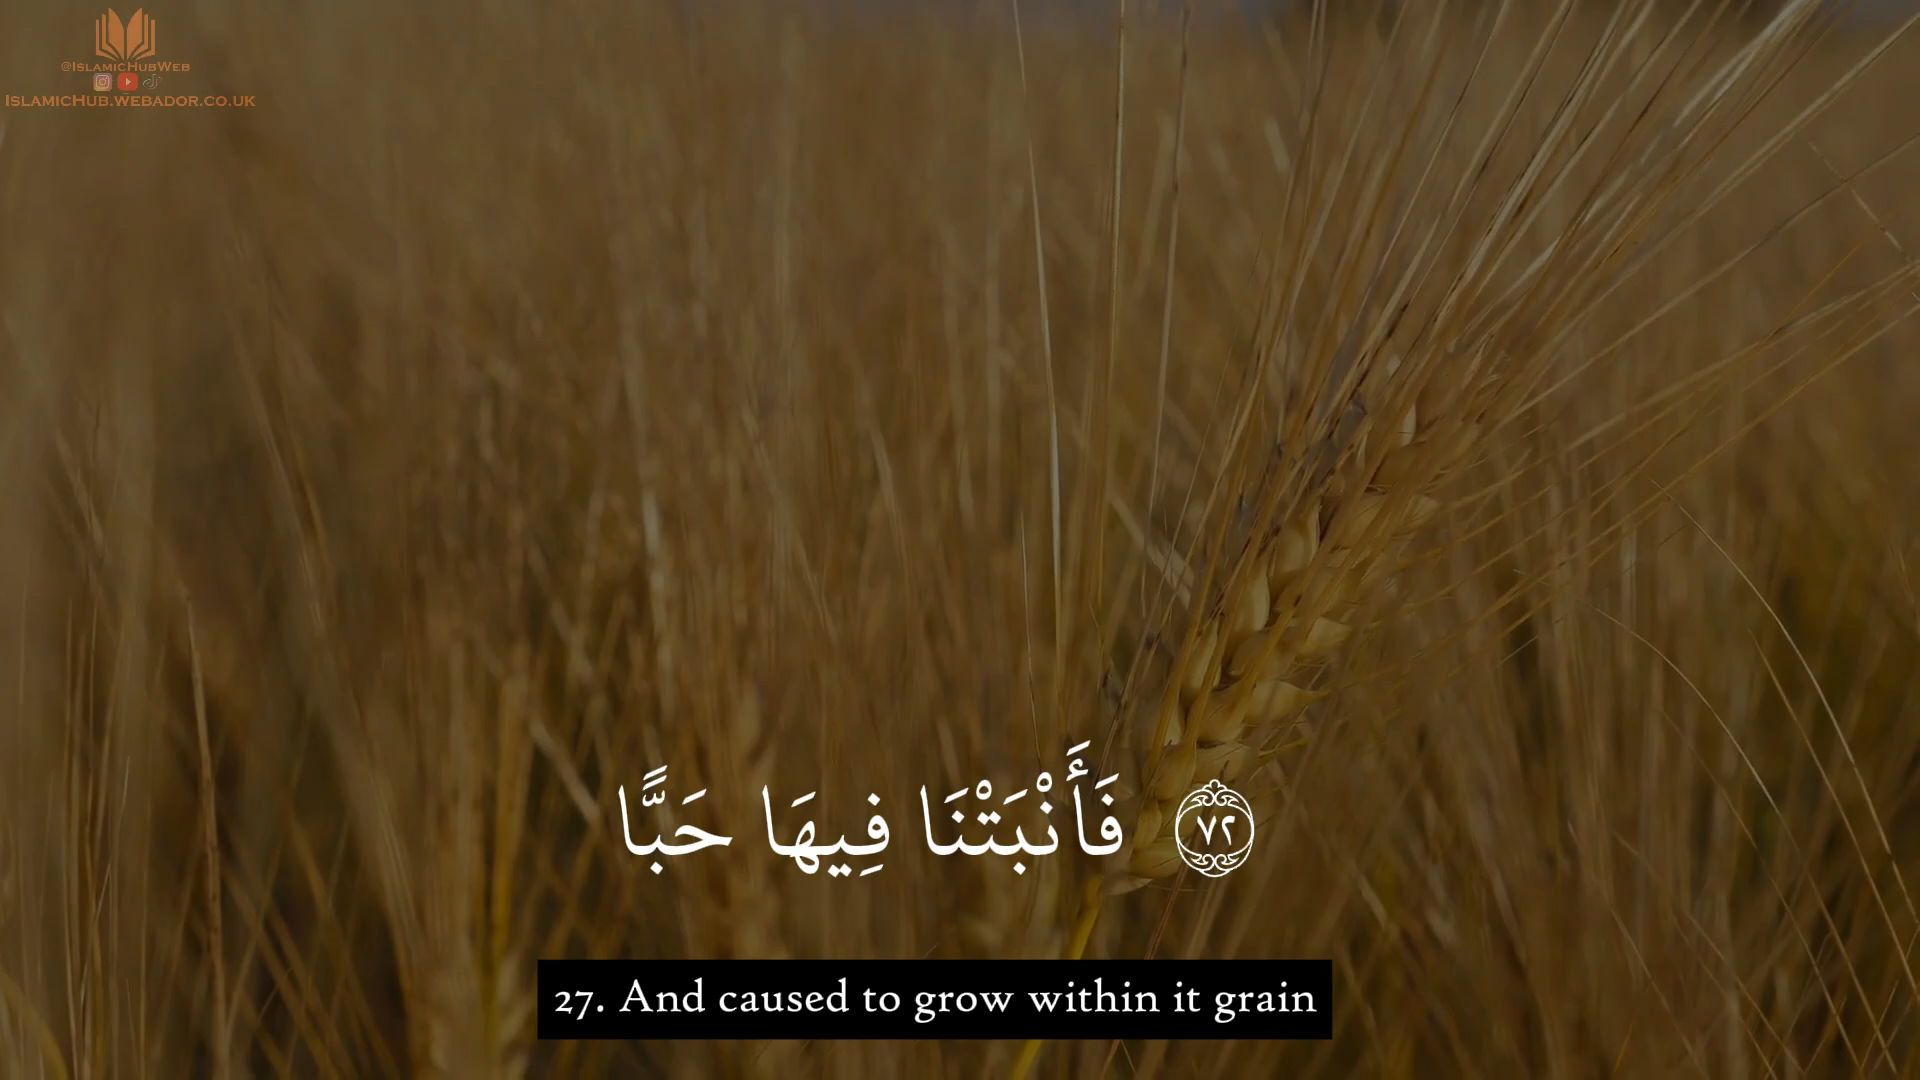 @IslamicHubWeb
IslamicHub.webador.co.uk
فَأَنْبَتْنَا فِيهَا حَبًّا ٧٢
27. And caused to grow within it grain